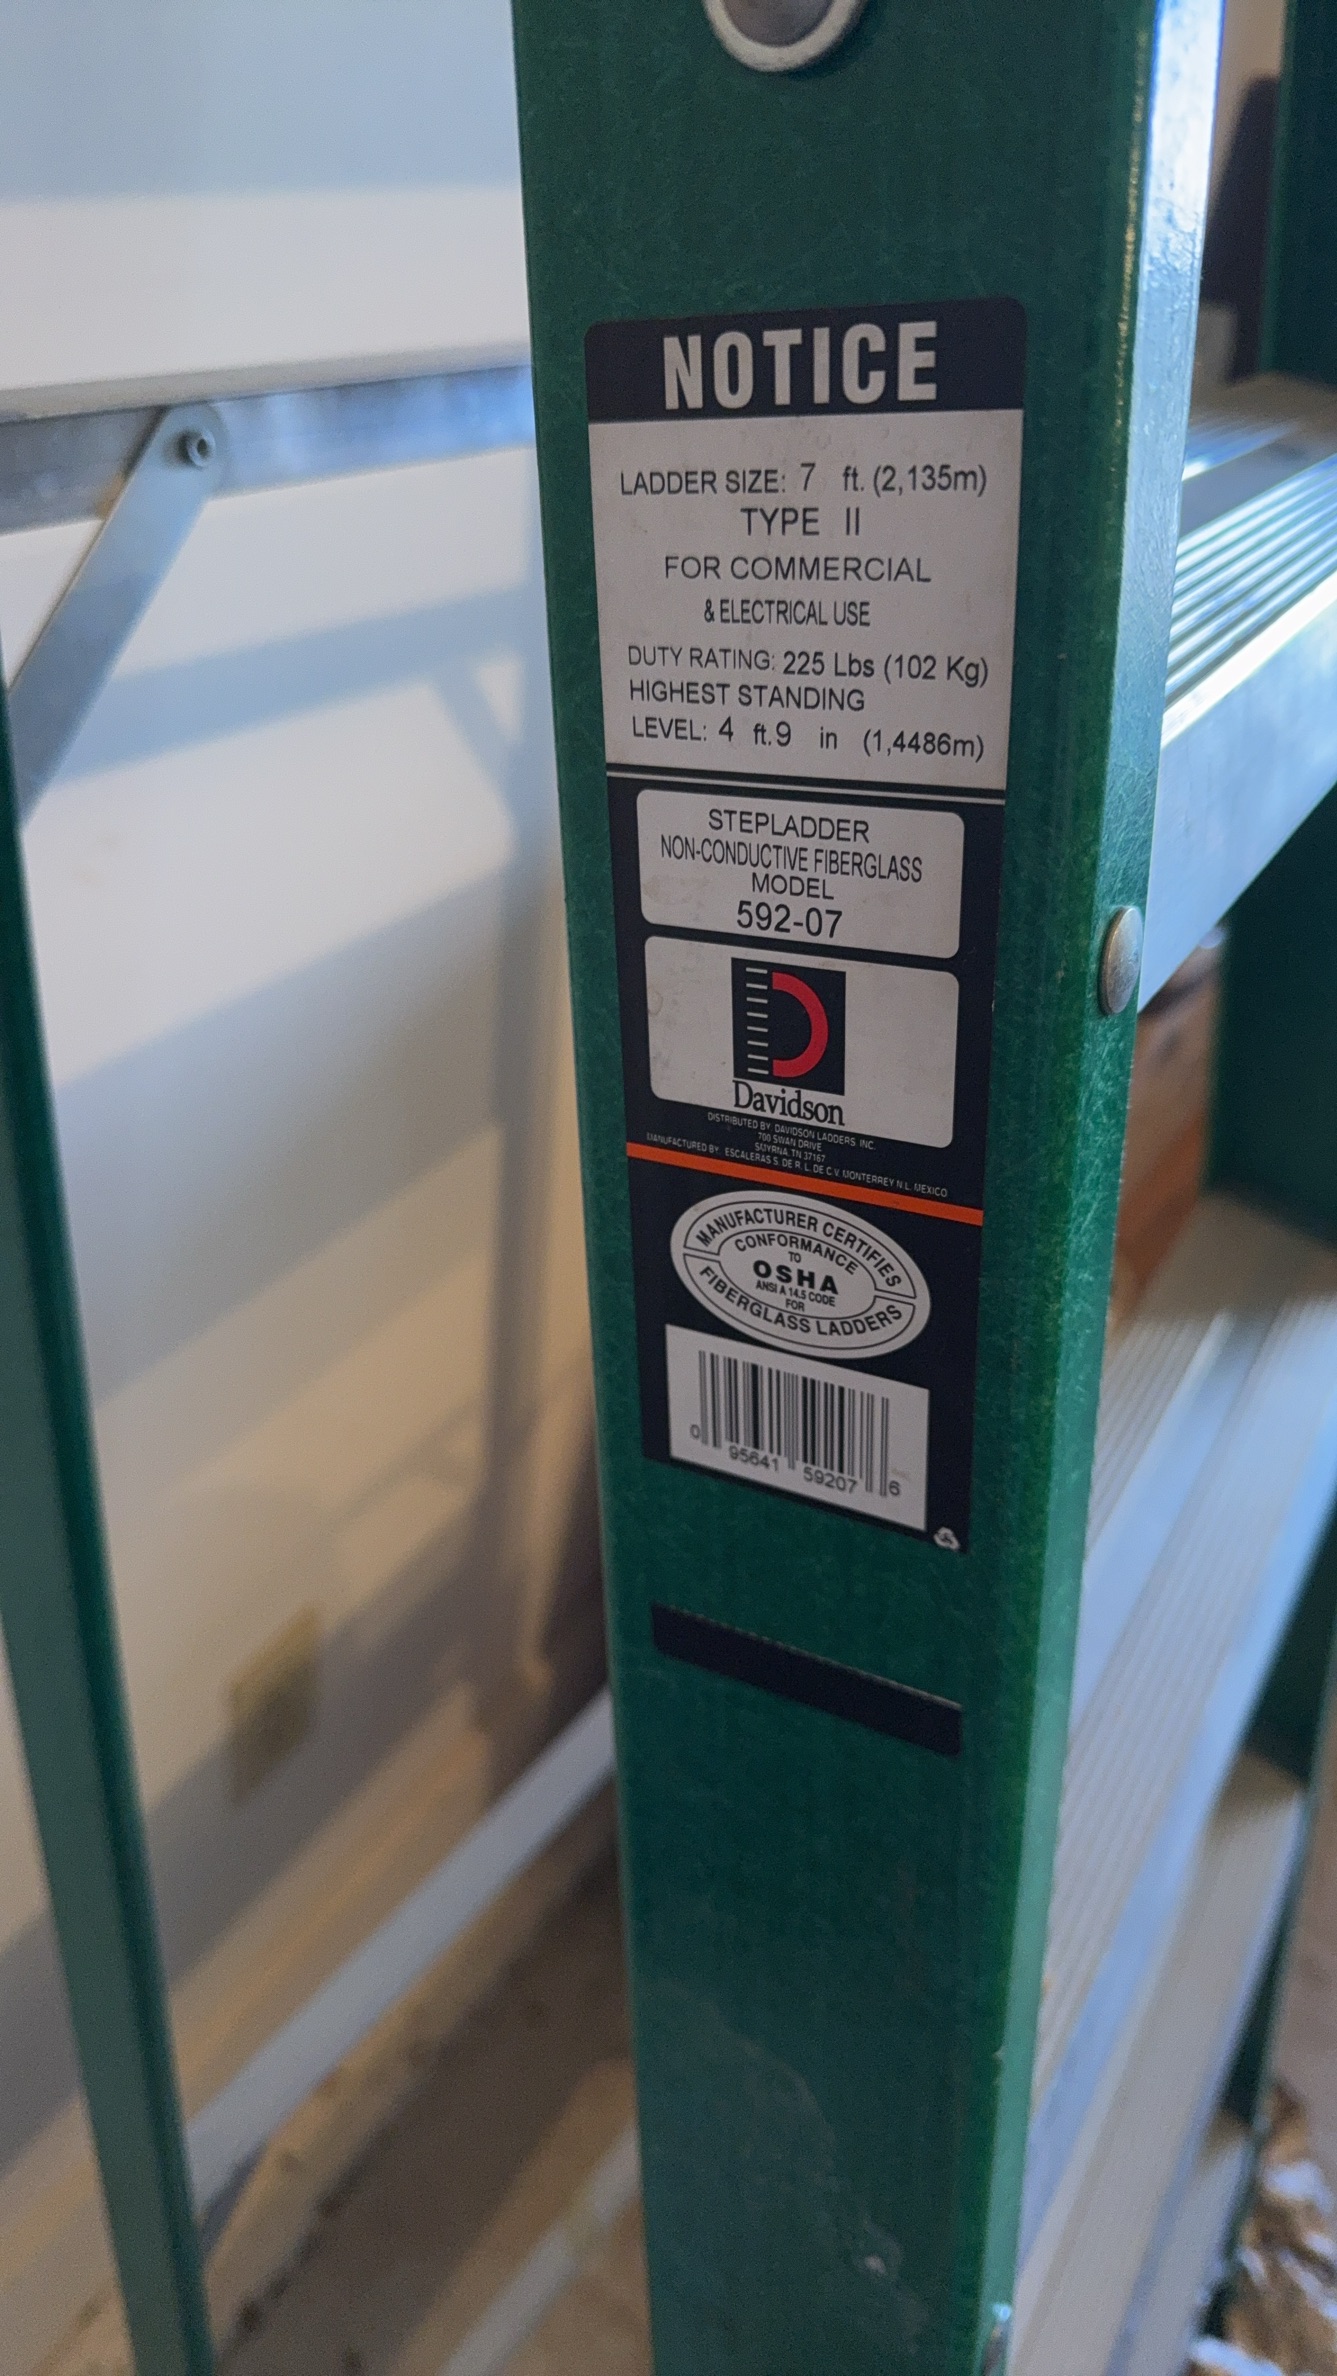 NOTICE
LADDER SIZE: 7 ft. (2,135m)
TYPE II
FOR COMMERCIAL
& ELECTRICAL USE
DUTY RATING: 225 Lbs (102 Kg)
HIGHEST STANDING
LEVEL: 4 ft. 9 in (1,4486m)
STEPLADDER
NON-CONDUCTIVE FIBERGLASS
MODEL
592-07
Davidson
DISTRIBUTED BY DAVIDSON LADDERS INC.
700 SWAN DRIVE
SMYRNA, TN 37167
MANUFACTURED BY: ESCALERAS S. DE R. L. DE C.V. MONTERREY N.L. MEXICO
MANUFACTURER CERTIFIES
CONFORMANCE
TO
OSHA
ANSI A 14.5 CODE
FOR
FIBERGLASS LADDERS
0 95641 59207 6